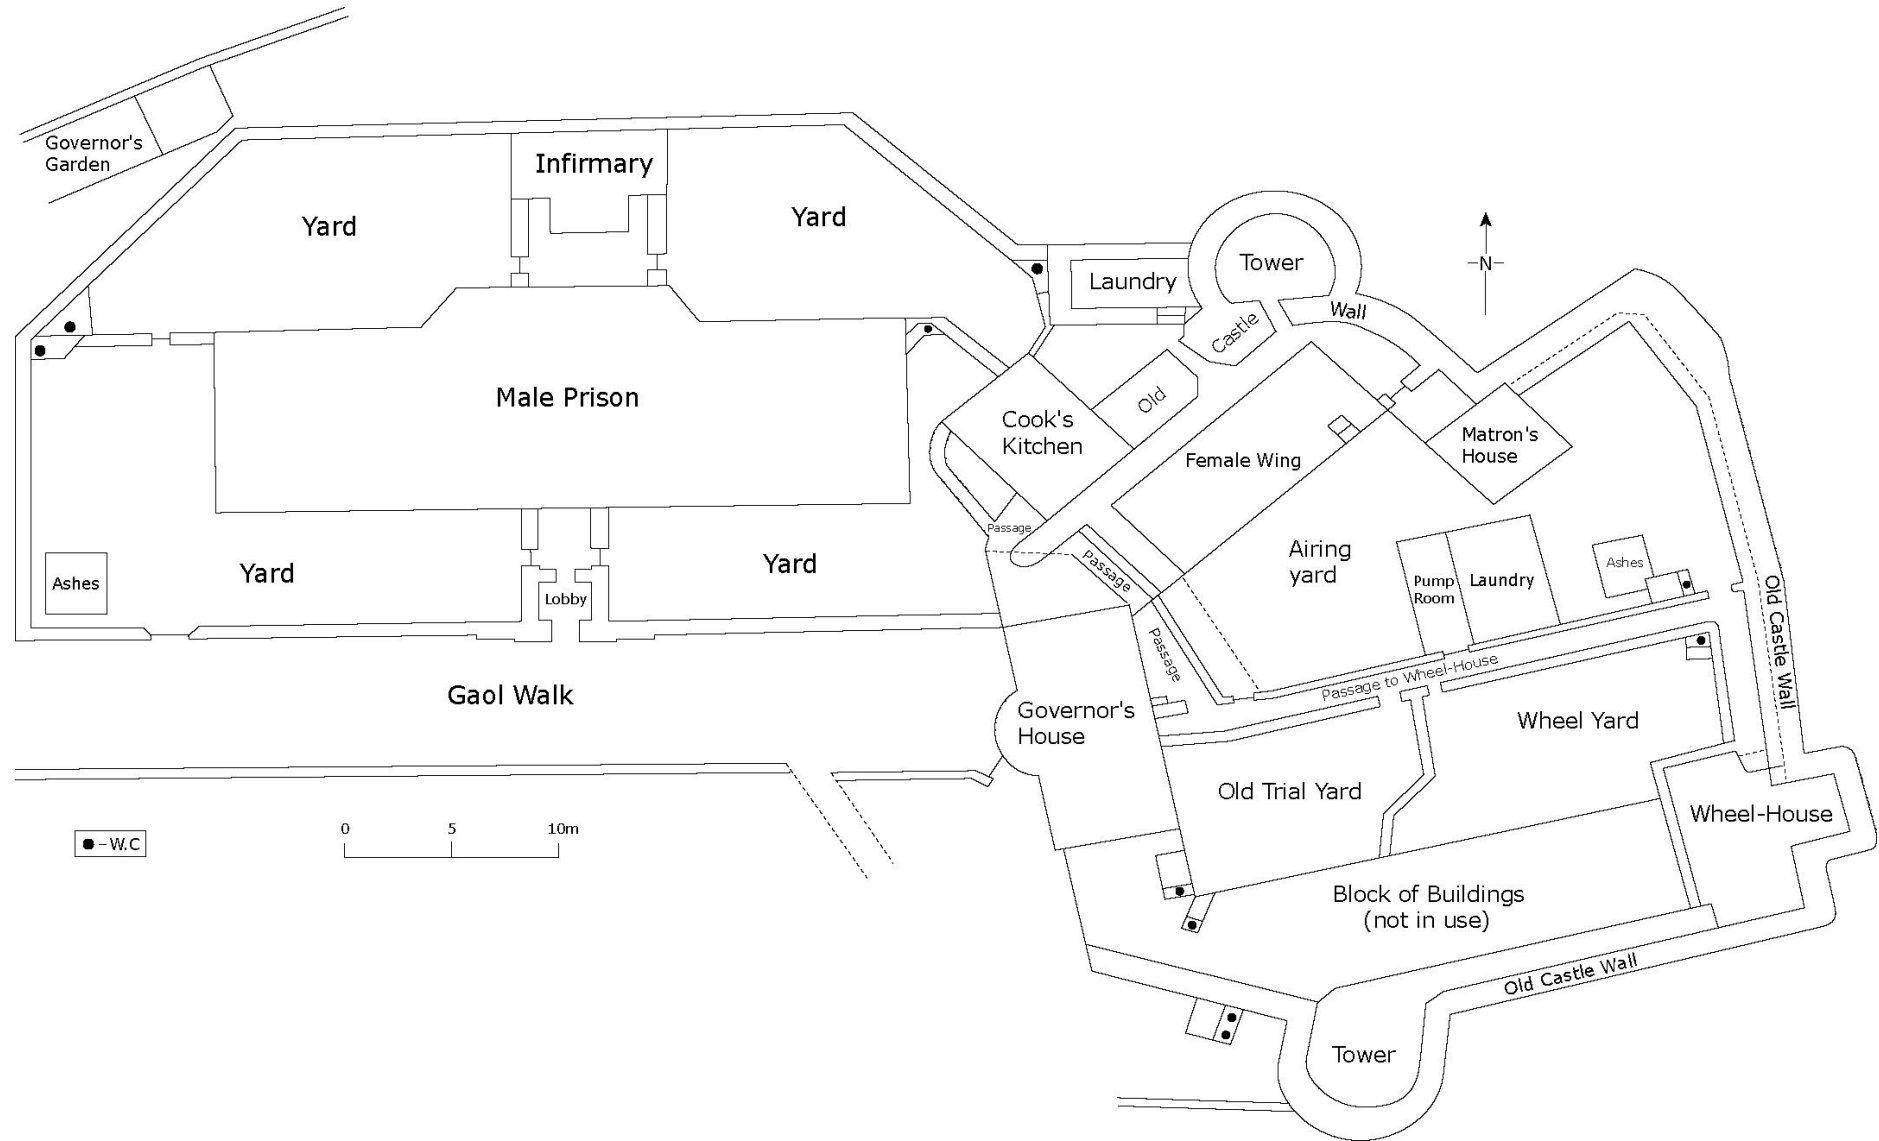 Governor's
Garden
Infirmary
Yard
Yard
Laundry
Tower
N
Wall
Castle
Old
Male Prison
Cook's
Kitchen
Female Wing
Matron's
House
Passage
Passage
Passage
Airing
yard
Pump
Room
Laundry
Ashes
Ashes
Yard
Lobby
Yard
Old Castle Wall
Passage to Wheel-House
Gaol Walk
Governor's
House
Wheel Yard
Old Trial Yard
Wheel-House
W.C
0 5 10m
Block of Buildings
(not in use)
Old Castle Wall
Tower